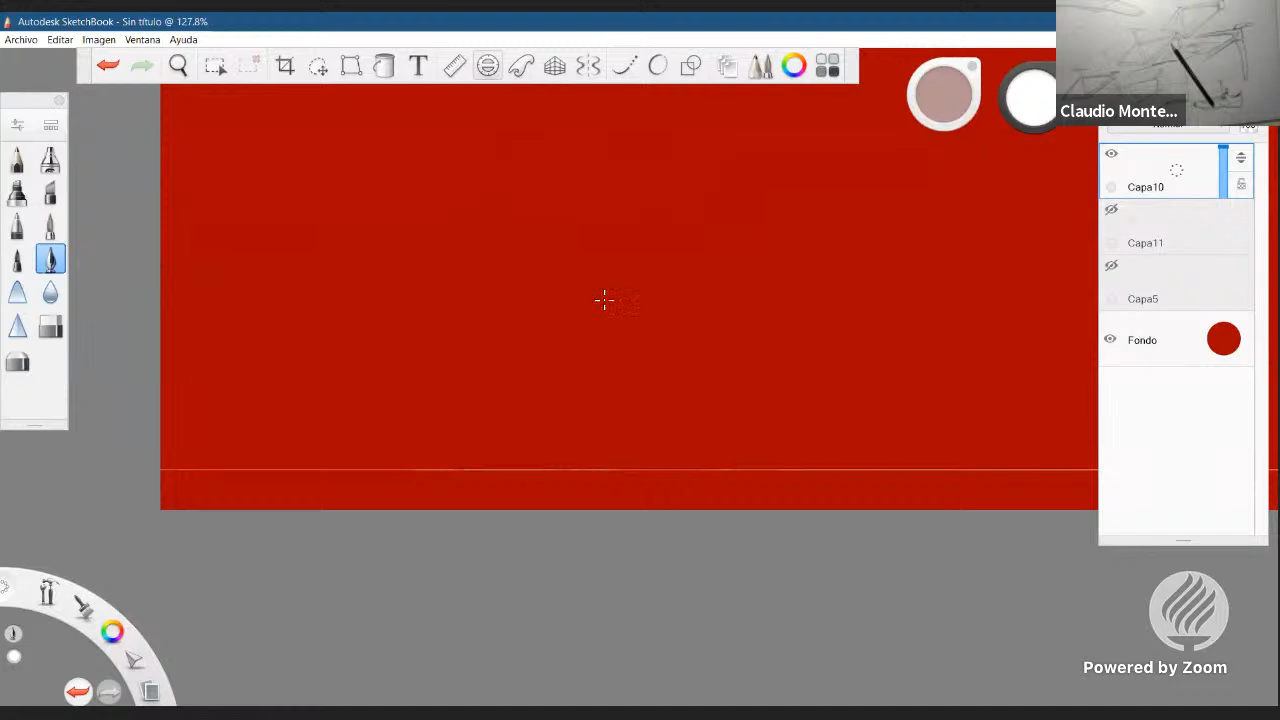 Autodesk SketchBook - Sin título @ 127.8%
Archivo Editar Imagen Ventana Ayuda
T
Claudio Monte...
Capa10
Capa11
Capa5
Fondo
Powered by Zoom